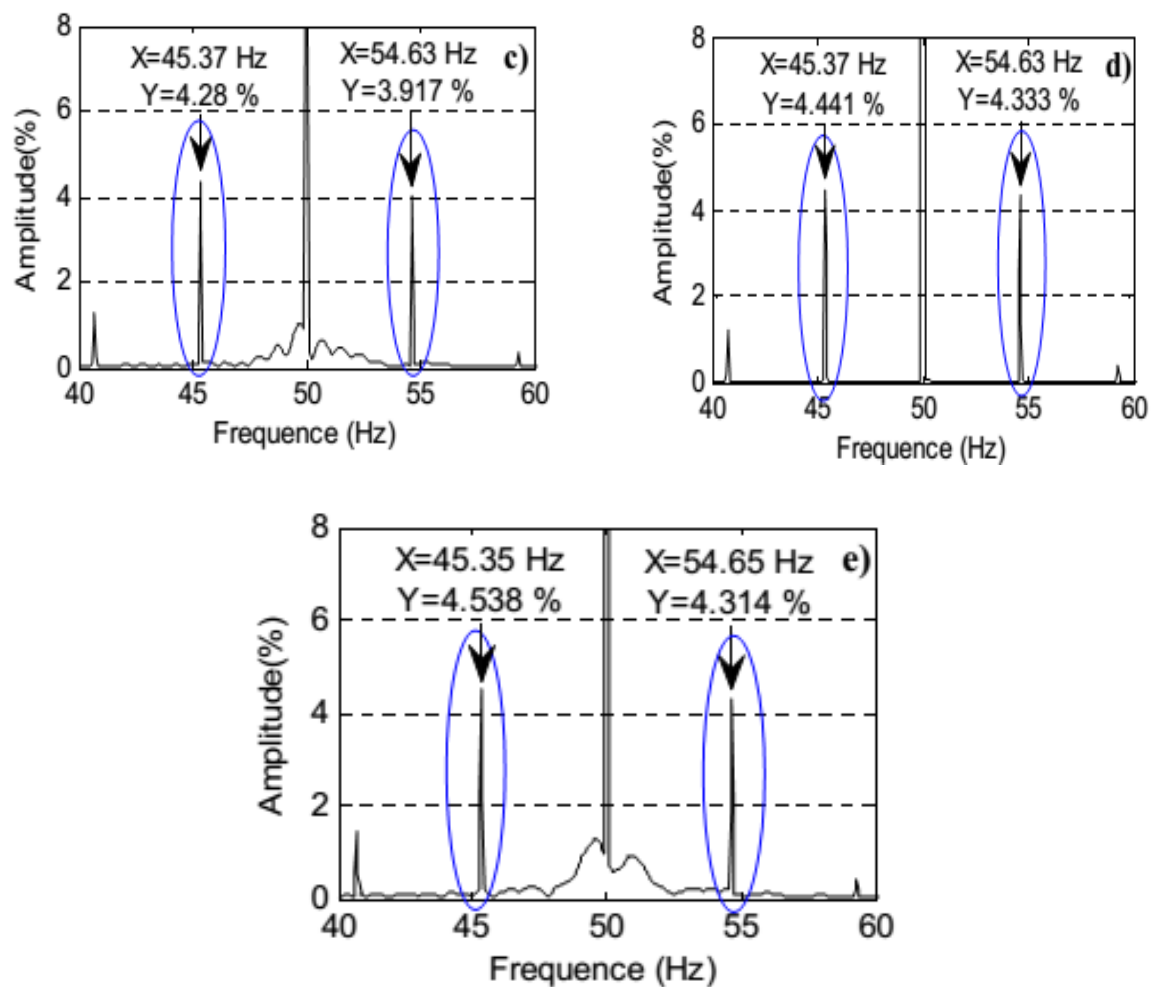 c)
X=45.37 Hz
Y=4.28 %
X=54.63 Hz
Y=3.917 %
Amplitude(%)
8
6
4
2
0
40 45 50 55 60
Frequence (Hz)
d)
X=45.37 Hz
Y=4.441 %
X=54.63 Hz
Y=4.333 %
Amplitude(%)
8
6
4
2
0
40 45 50 55 60
Frequence (Hz)
e)
X=45.35 Hz
Y=4.538 %
X=54.65 Hz
Y=4.314 %
Amplitude(%)
8
6
4
2
0
40 45 50 55 60
Frequence (Hz)